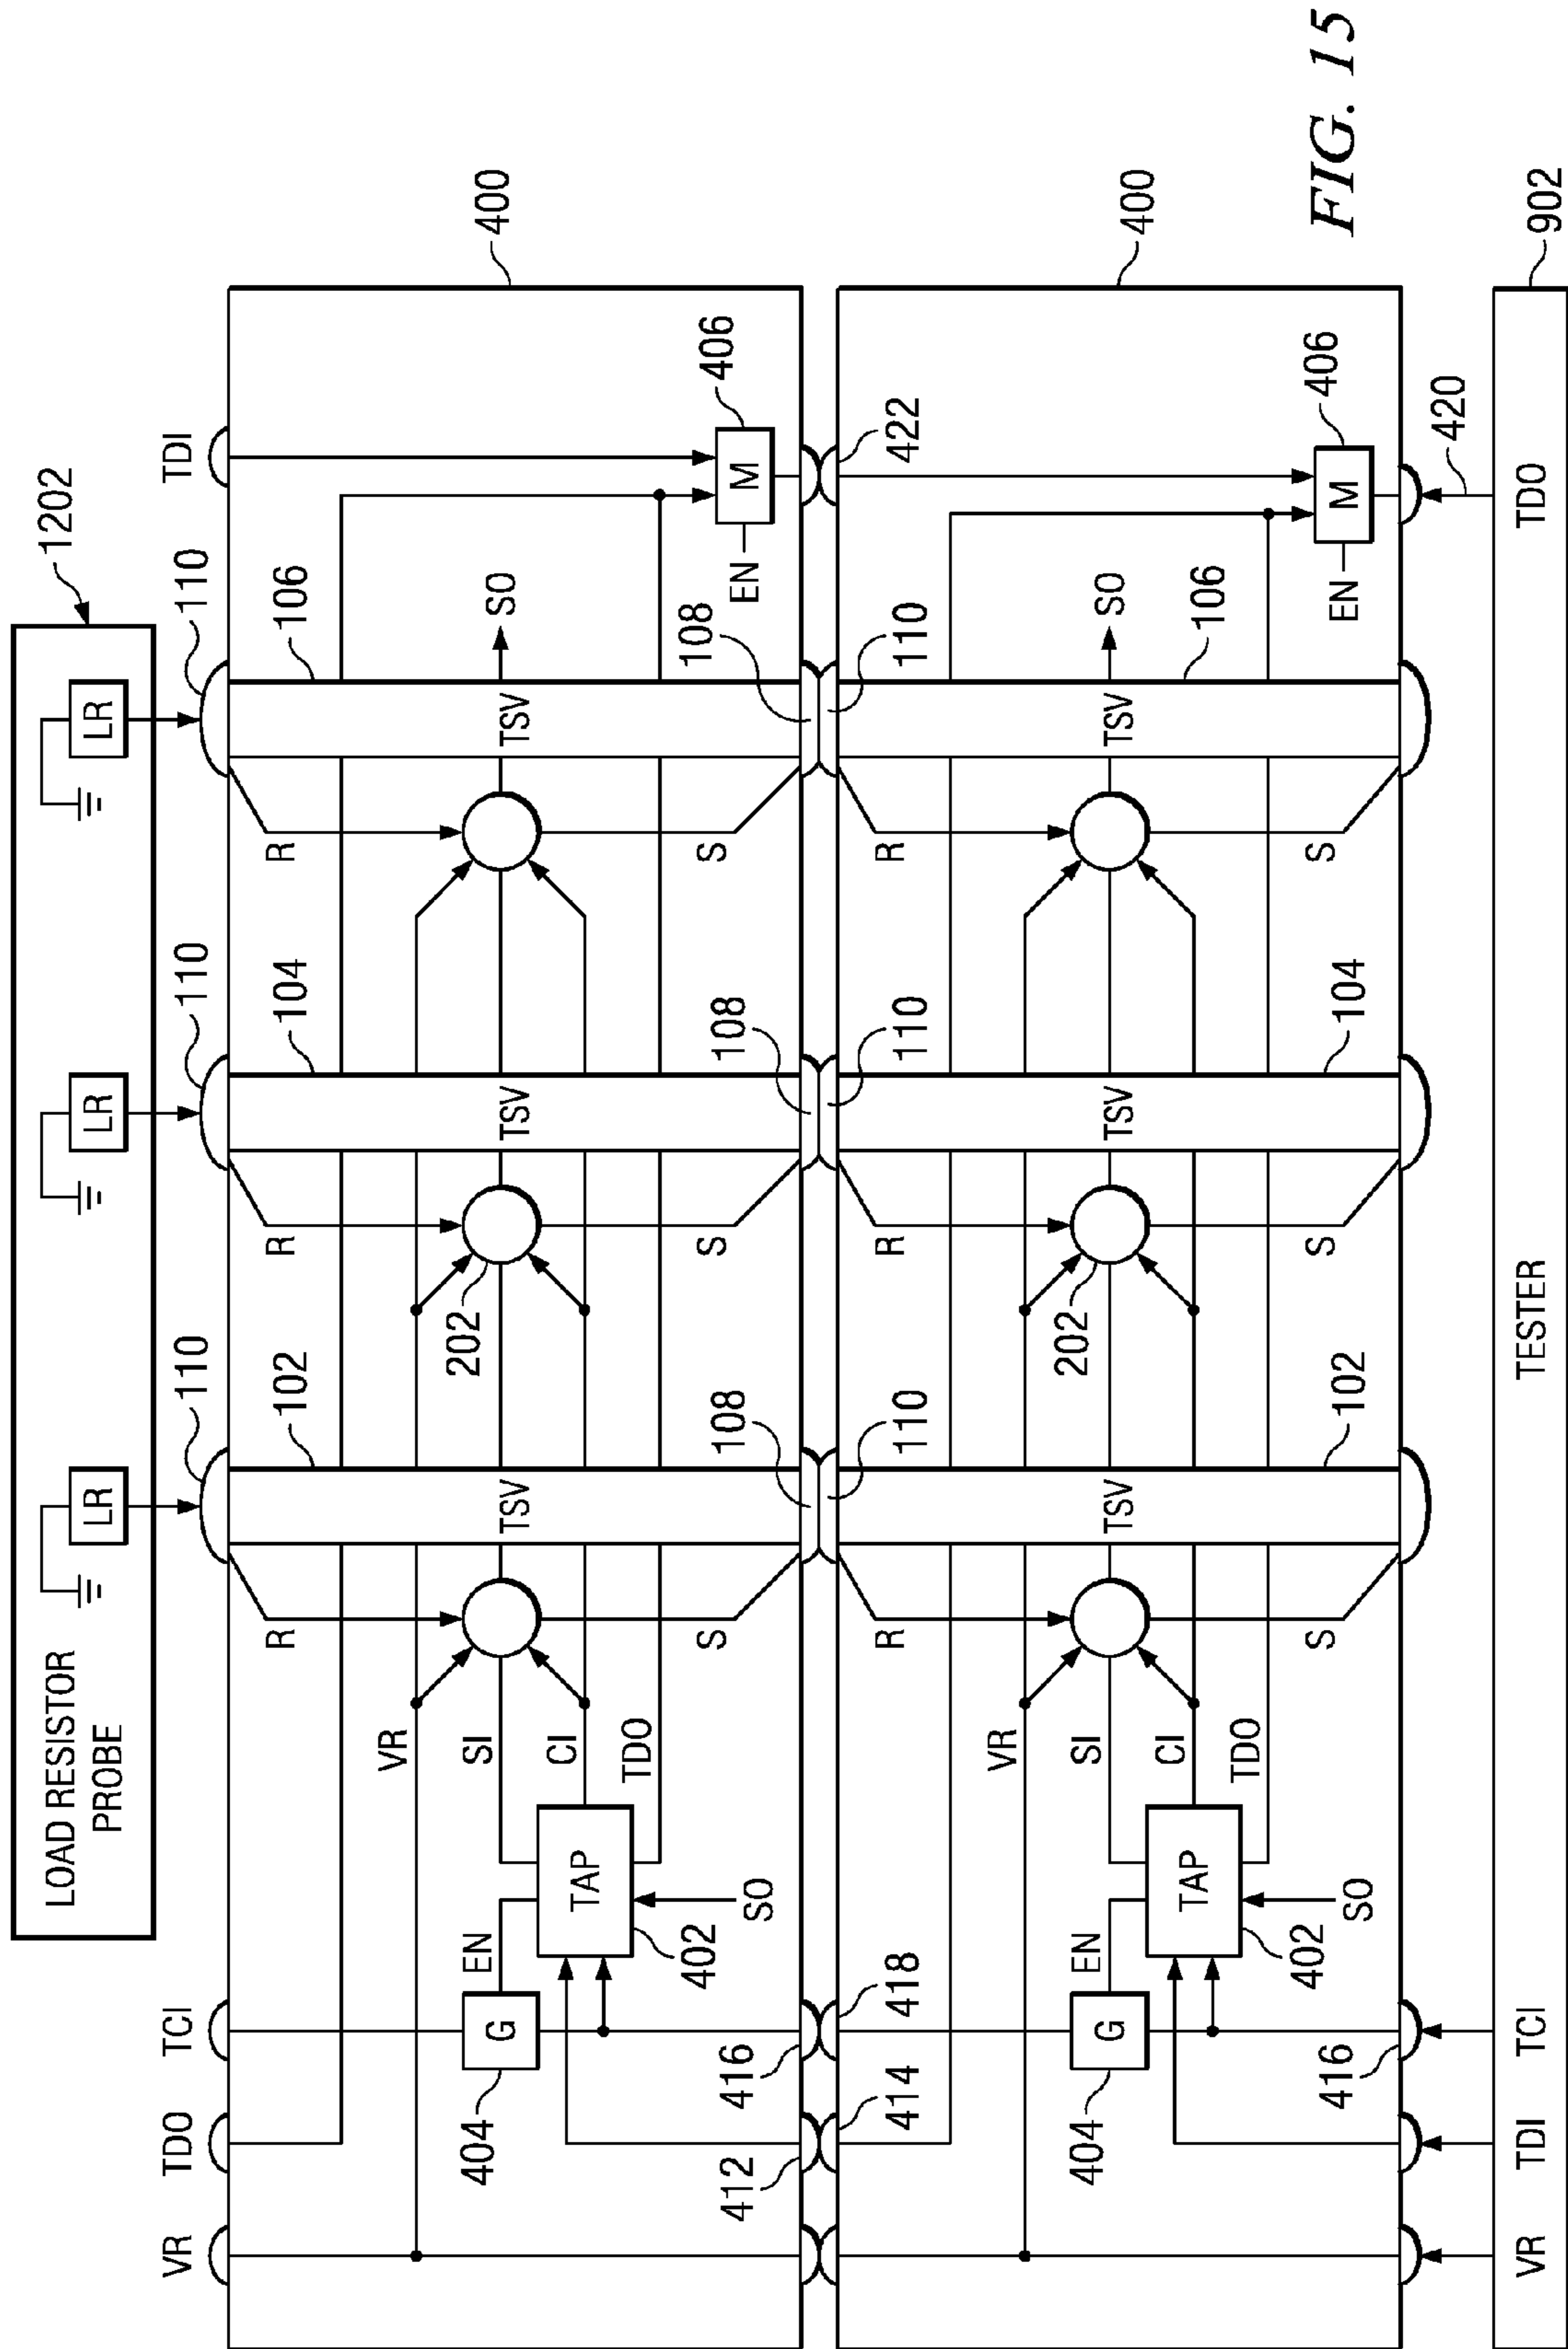 LOAD RESISTOR
PROBE
LR
LR
LR
1202
VR
TDO
TCI
110
110
110
TDI
400
102
104
106
R
R
R
VR
SI
CI
TDO
202
TSV
TSV
TSV
SO
404
G
EN
TAP
402
SO
S
S
S
EN
M
406
412
414
416
418
108
110
108
110
108
110
422
400
102
104
106
R
R
R
VR
SI
CI
TDO
202
TSV
TSV
TSV
SO
404
G
EN
TAP
402
SO
S
S
S
EN
M
406
416
420
VR
TDI
TCI
TESTER
TDO
902
FIG. 15